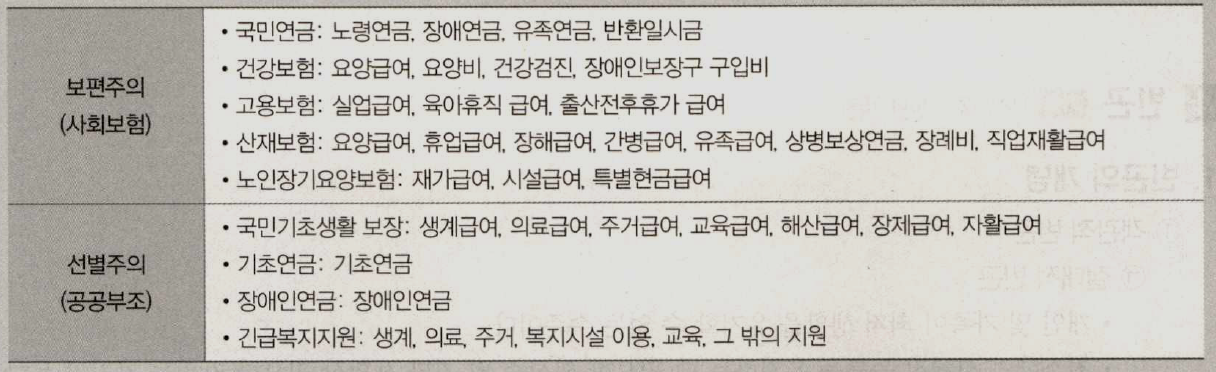 보편주의
(사회보험)
• 국민연금: 노령연금, 장애연금, 유족연금, 반환일시금
• 건강보험: 요양급여, 요양비, 건강검진, 장애인보장구 구입비
• 고용보험: 실업급여, 육아휴직 급여, 출산전후휴가 급여
• 산재보험: 요양급여, 휴업급여, 장해급여, 간병급여, 유족급여, 상병보상연금, 장례비, 직업재활급여
• 노인장기요양보험: 재가급여, 시설급여, 특별현금급여
선별주의
(공공부조)
• 국민기초생활 보장: 생계급여, 의료급여, 주거급여, 교육급여, 해산급여, 장제급여, 자활급여
• 기초연금: 기초연금
• 장애인연금: 장애인연금
• 긴급복지지원: 생계, 의료, 주거, 복지시설 이용, 교육, 그 밖의 지원